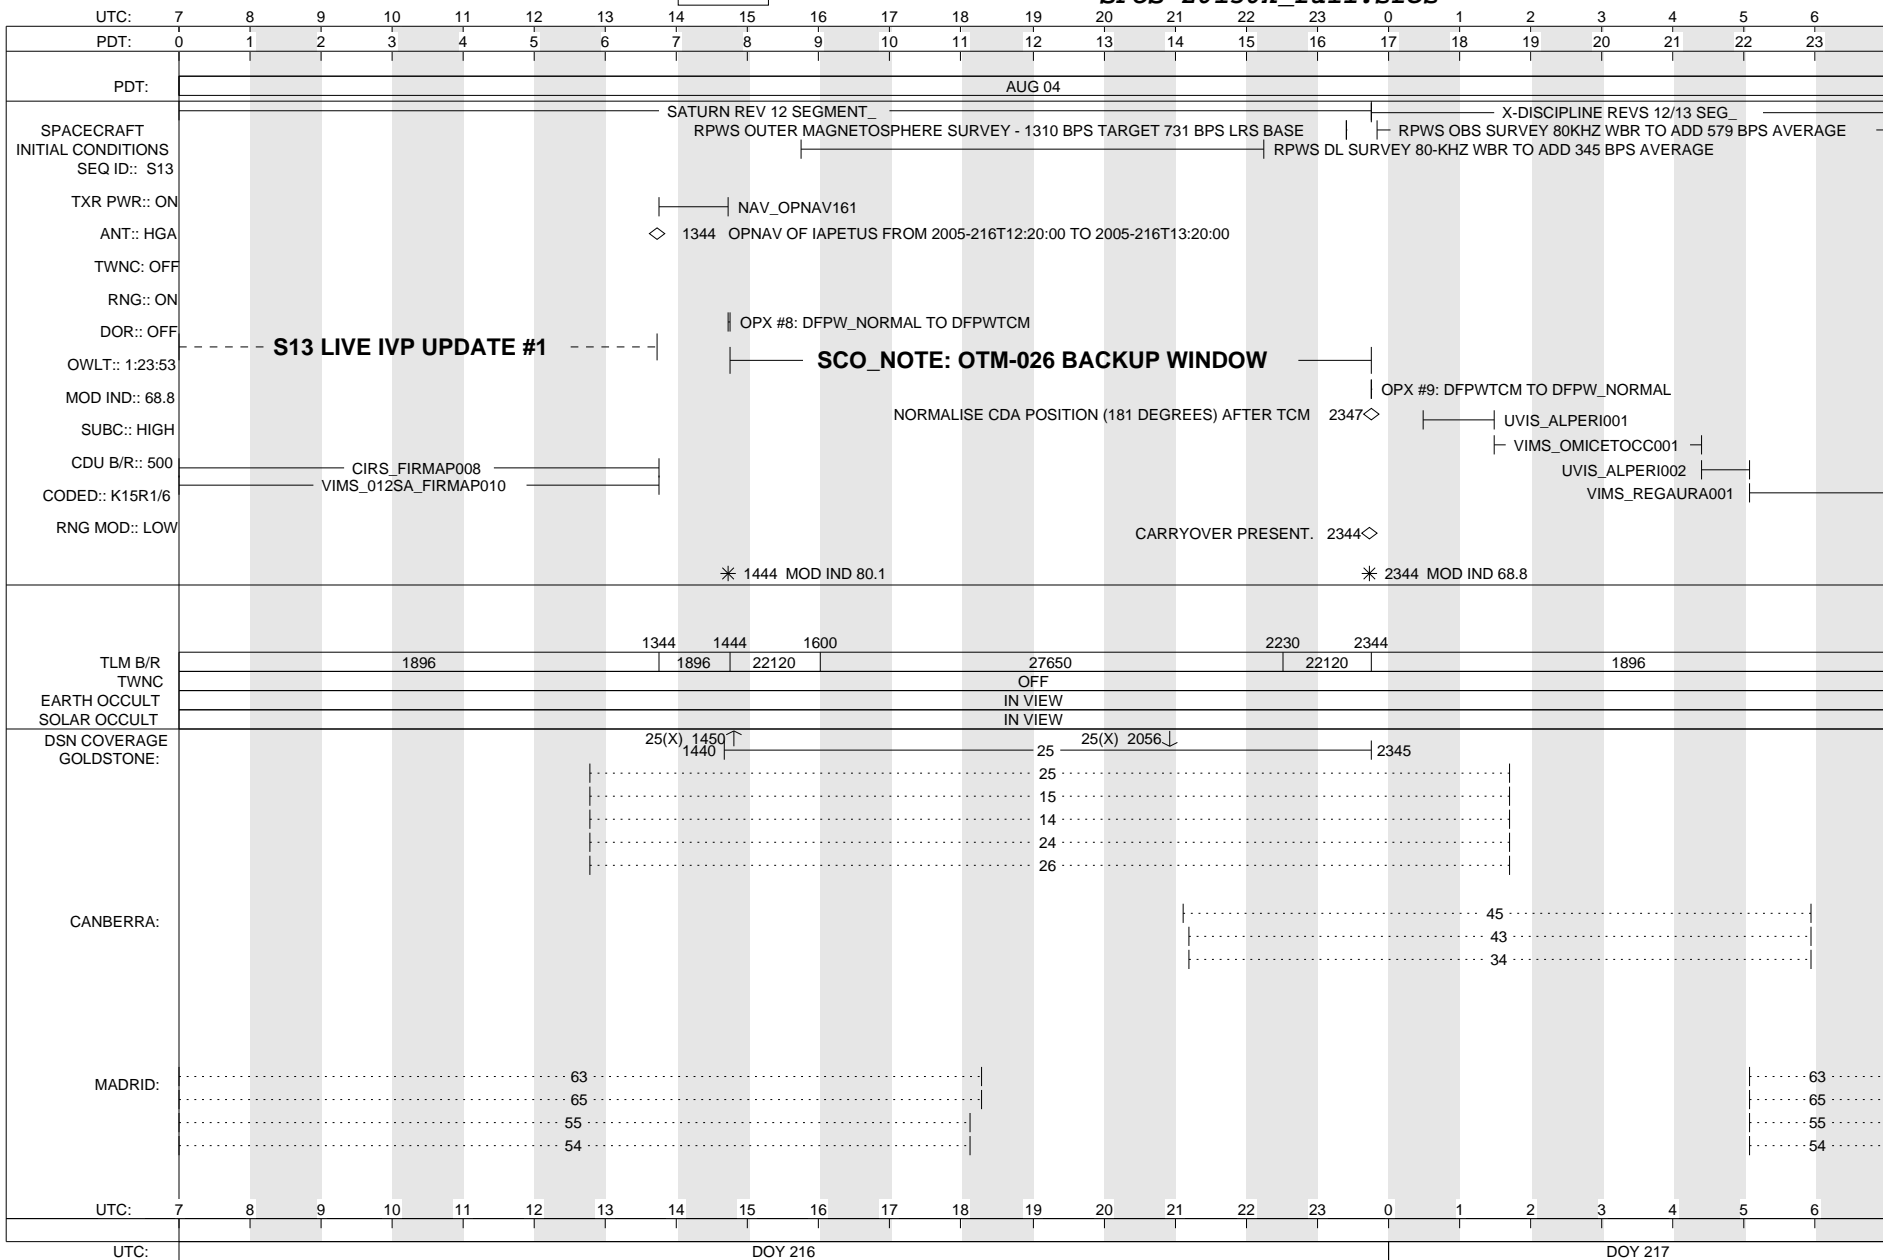 UTC: 7 8 9 10 11 12 13 14 15 16 17 18 19 20 21 22 23 0 1 2 3 4 5 6
PDT: 0 1 2 3 4 5 6 7 8 9 10 11 12 13 14 15 16 17 18 19 20 21 22 23
PDT: AUG 04
SATURN REV 12 SEGMENT_ X-DISCIPLINE REVS 12/13 SEG_
SPACECRAFT RPWS OUTER MAGNETOSPHERE SURVEY - 1310 BPS TARGET 731 BPS LRS BASE RPWS OBS SURVEY 80KHZ WBR TO ADD 579 BPS AVERAGE
INITIAL CONDITIONS RPWS DL SURVEY 80-KHZ WBR TO ADD 345 BPS AVERAGE
SEQ ID:: S13
TXR PWR:: ON NAV_OPNAV161
ANT:: HGA 1344 OPNAV OF IAPETUS FROM 2005-216T12:20:00 TO 2005-216T13:20:00
TWNC: OFF
RNG:: ON
DOR:: OFF OPX #8: DFPW_NORMAL TO DFPWTCM
S13 LIVE IVP UPDATE #1
OWLT:: 1:23:53 SCO_NOTE: OTM-026 BACKUP WINDOW
MOD IND:: 68.8 OPX #9: DFPWTCM TO DFPW_NORMAL
NORMALISE CDA POSITION (181 DEGREES) AFTER TCM 2347 UVIS_ALPERI001
SUBC:: HIGH
VIMS_OMICETOCC001
CDU B/R:: 500 CIRS_FIRMAP008 UVIS_ALPERI002
VIMS_012SA_FIRMAP010
CODED:: K15R1/6 VIMS_REGAURA001
RNG MOD:: LOW CARRYOVER PRESENT. 2344
1444 MOD IND 80.1 2344 MOD IND 68.8
1344 1444 1600 2230 2344
TLM B/R 1896 1896 22120 27650 22120 1896
TWNC OFF
EARTH OCCULT IN VIEW
SOLAR OCCULT IN VIEW
DSN COVERAGE 25(X) 1450 25(X) 2056
GOLDSTONE: 1440 25 2345
25
15
14
24
26
45
CANBERRA:
43
34
63 63
MADRID:
65 65
55 55
54 54
UTC: 7 8 9 10 11 12 13 14 15 16 17 18 19 20 21 22 23 0 1 2 3 4 5 6
UTC: DOY 216 DOY 217